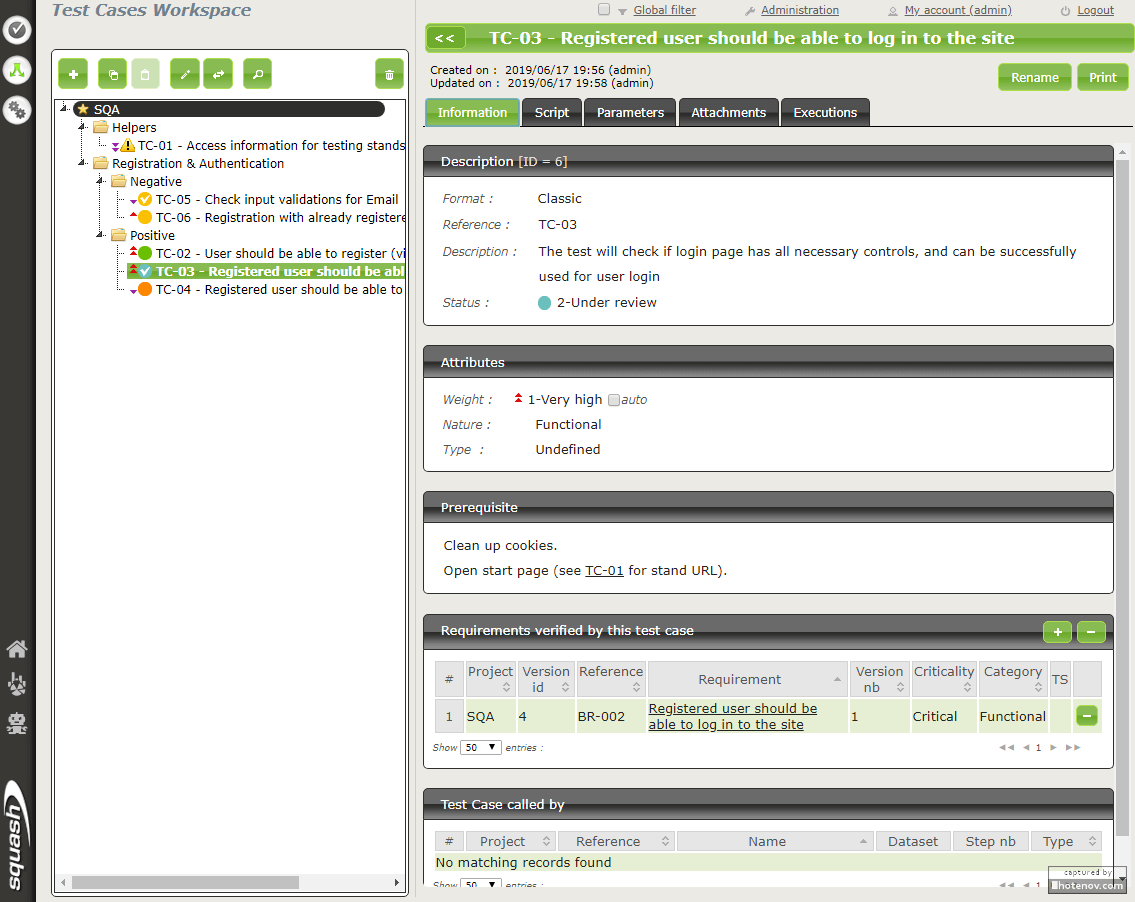 Test Cases Workspace
Global filter
Administration
My account (admin)
Logout
SQA
Helpers
TC-01 - Access information for testing stands
Registration & Authentication
Negative
TC-05 - Check input validations for Email
TC-06 - Registration with already registere
Positive
TC-02 - User should be able to register (vi
TC-03 - Registered user should be abl
TC-04 - Registered user should be able to
squash
<< TC-03 - Registered user should be able to log in to the site
Created on : 2019/06/17 19:56 (admin)
Updated on : 2019/06/17 19:58 (admin)
Rename Print
Information Script Parameters Attachments Executions
Description [ID = 6]
Format : Classic
Reference : TC-03
Description : The test will check if login page has all necessary controls, and can be successfully
used for user login
Status : 2-Under review
Attributes
Weight : 1-Very high auto
Nature : Functional
Type : Undefined
Prerequisite
Clean up cookies.
Open start page (see TC-01 for stand URL).
Requirements verified by this test case
# Project Version id Reference Requirement Version nb Criticality Category TS
1 SQA 4 BR-002 Registered user should be able to log in to the site 1 Critical Functional
Show 50 entries : 1
Test Case called by
# Project Reference Name Dataset Step nb Type
No matching records found
Show 50 entries : 1
captured by
hotenov.com